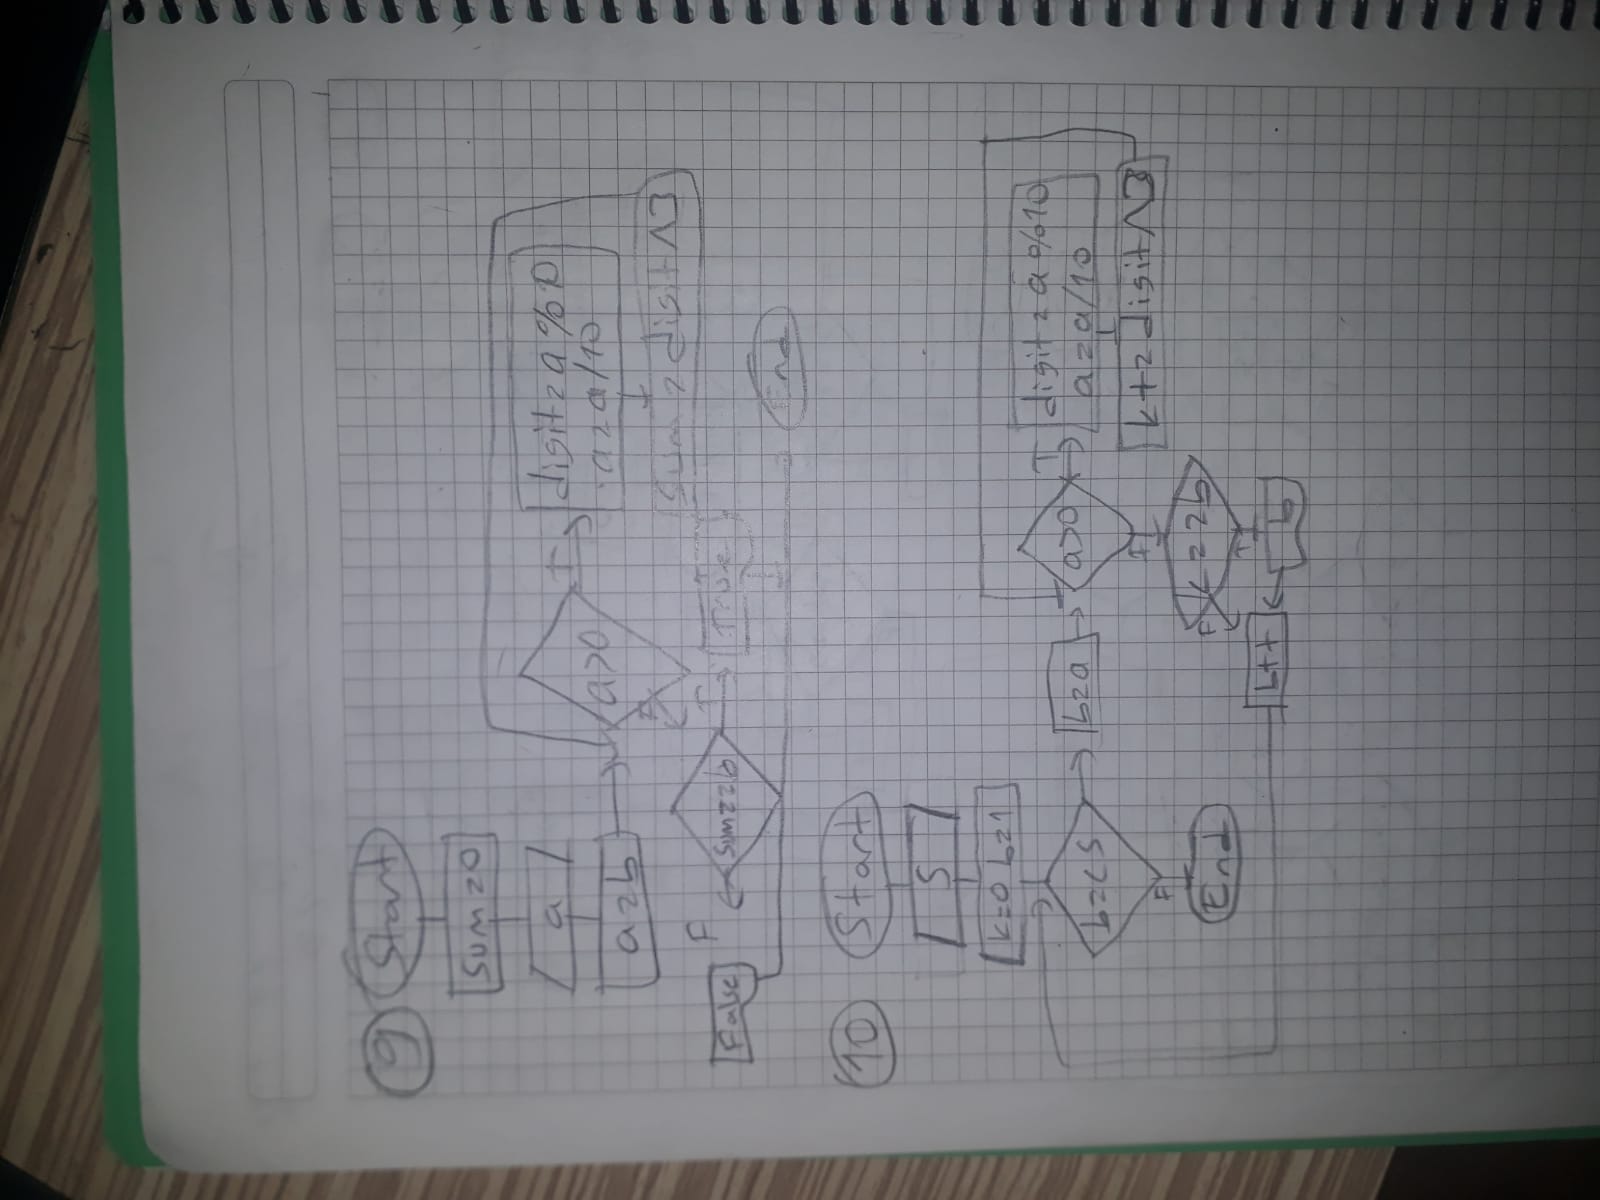 9 Start
sum=0
a
a=b
a>0
T
digit=a%10
a=a/10
sum = digit^3
F
sum==b
T
True
F
False
End
10 Start
S
k=0 b=1
b=<S
b=a
a>0
T
digit=a%10
a=a/10
k+=digit^3
F
End
F
k==b
F
T
b
b++